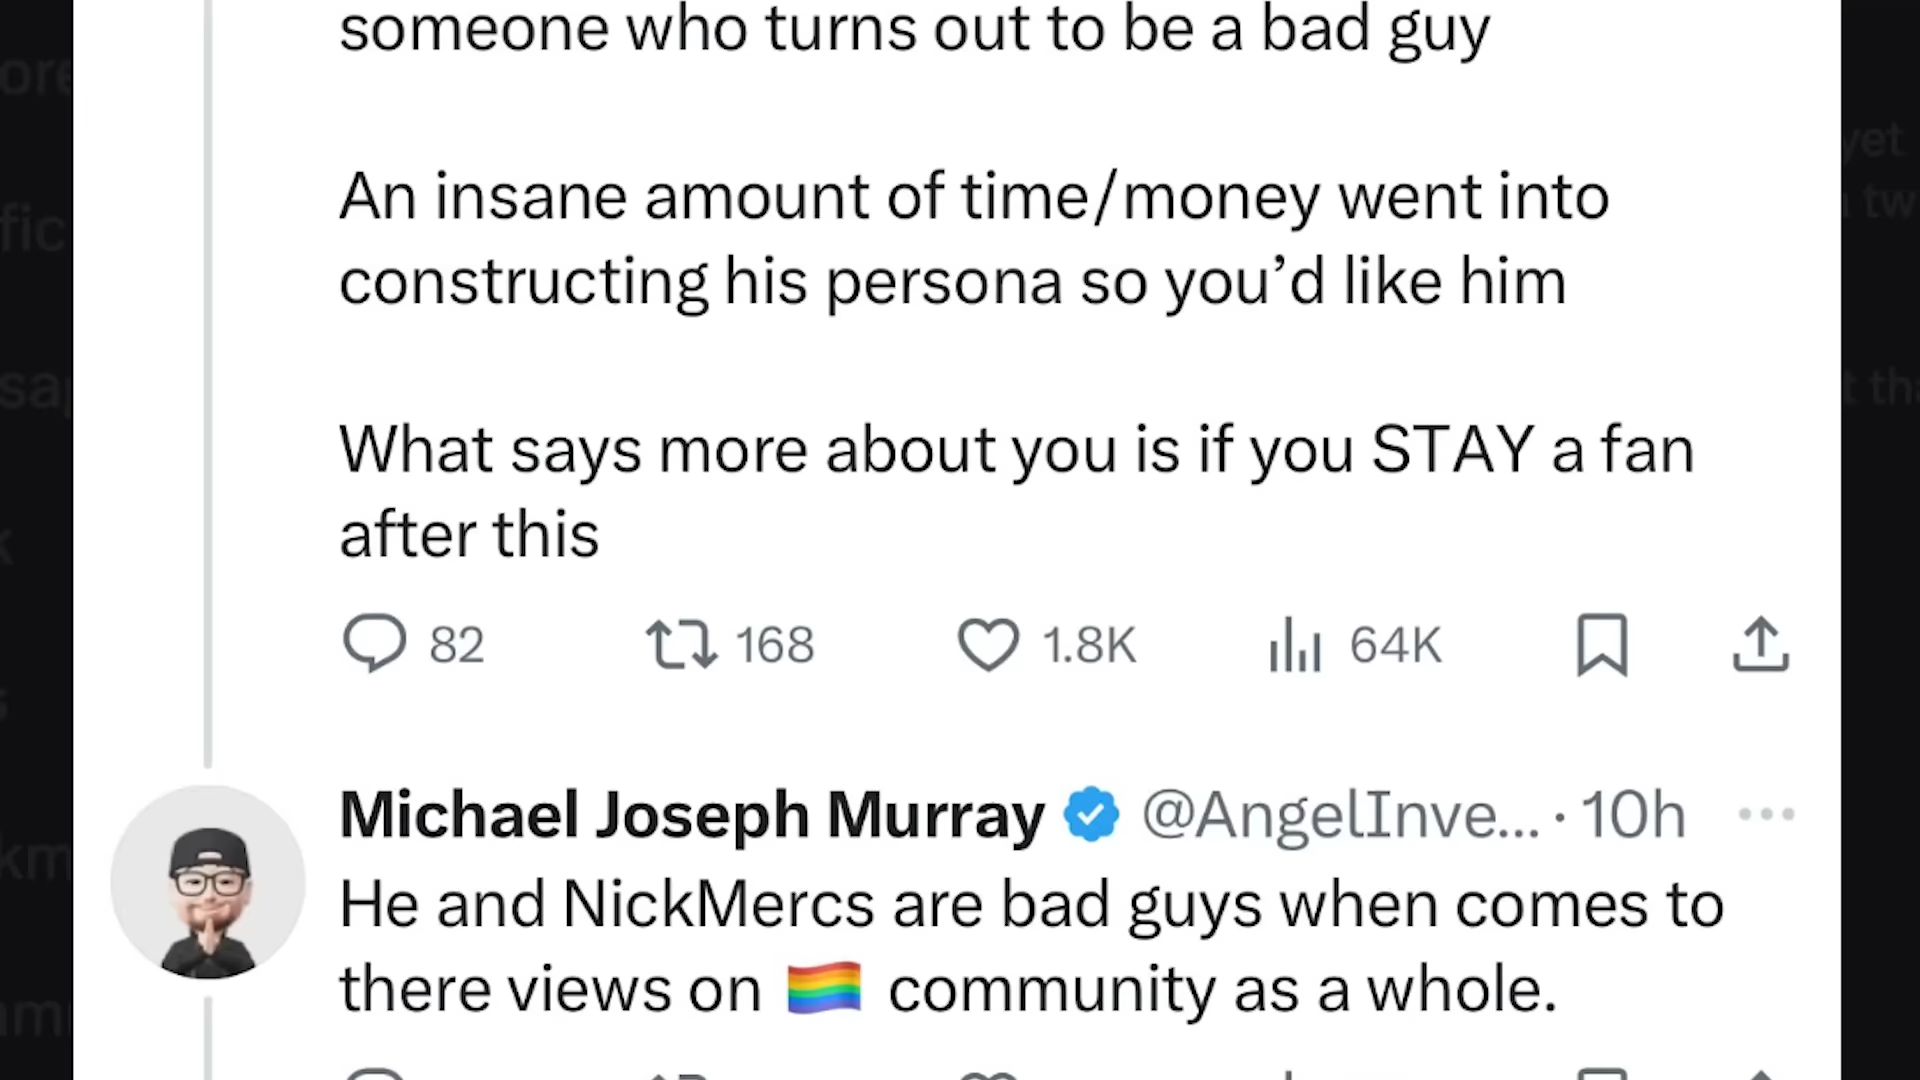 someone who turns out to be a bad guy
An insane amount of time/money went into
constructing his persona so you’d like him
What says more about you is if you STAY a fan
after this
82 168 1.8K 64K
Michael Joseph Murray @AngelInve... · 10h
He and NickMercs are bad guys when comes to
there views on 🏳️‍🌈 community as a whole.
yet